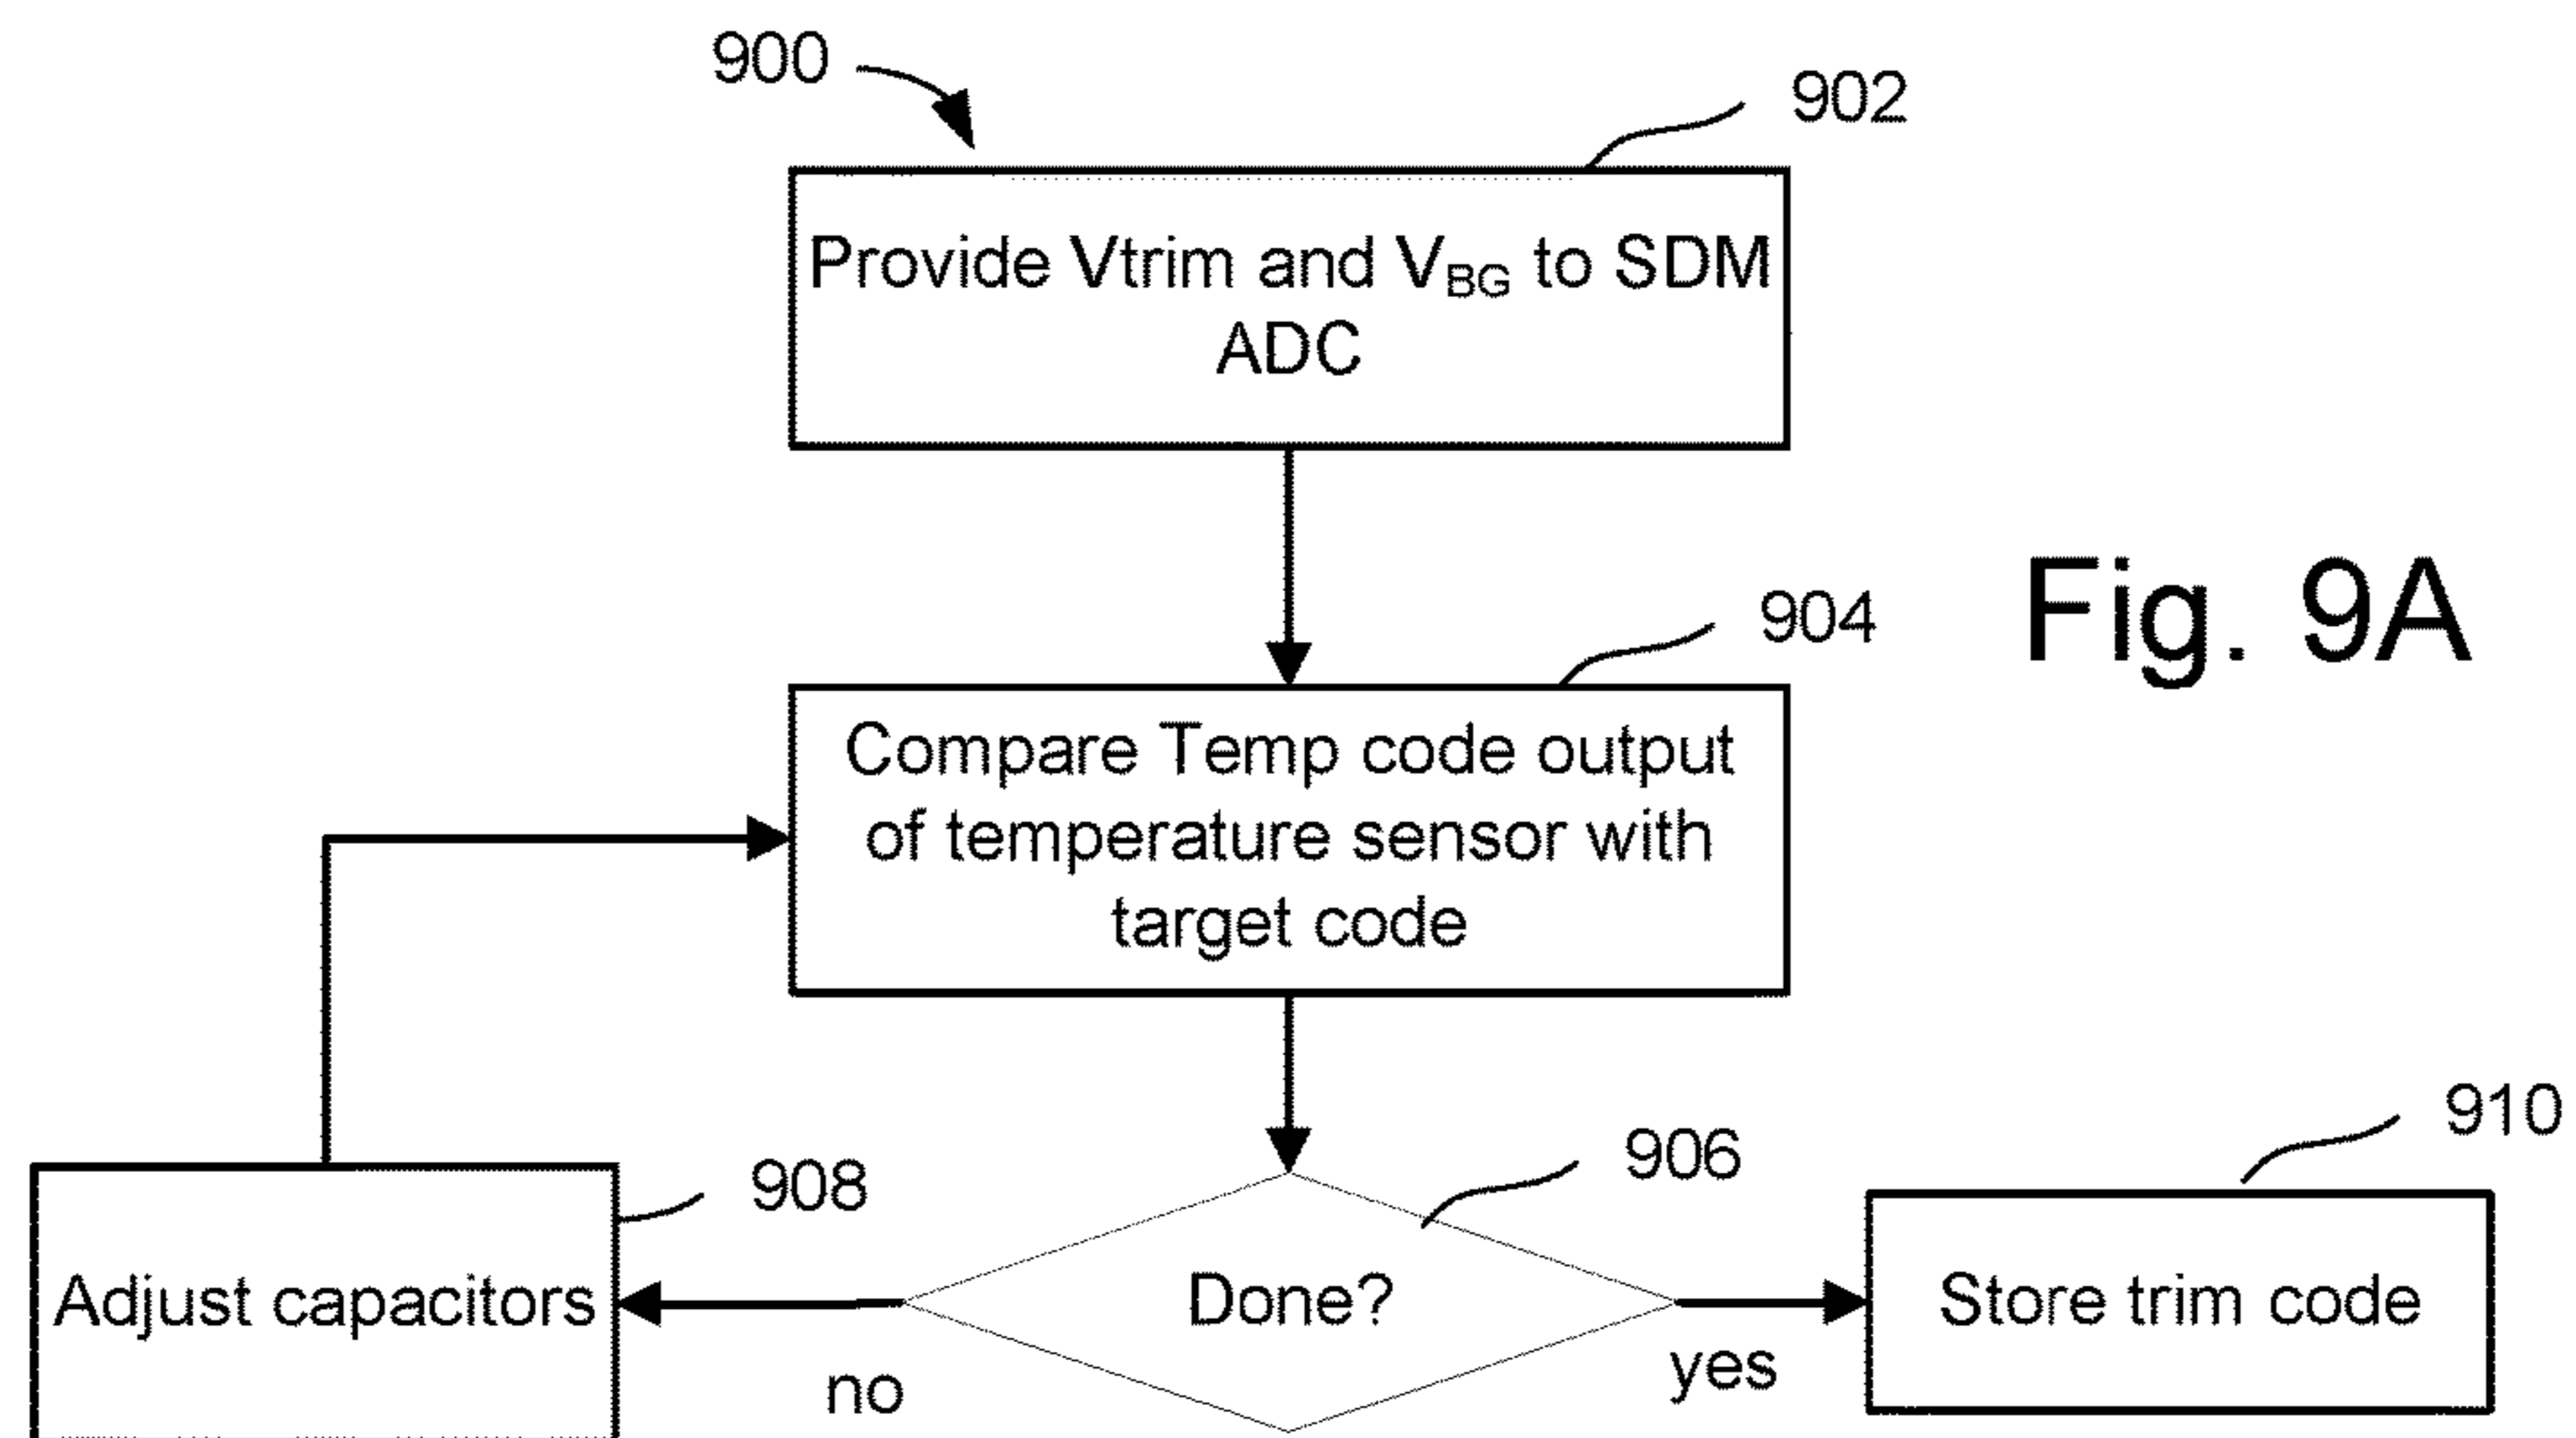 900
902
Provide Vtrim and VBG to SDM
ADC
904
Fig. 9A
Compare Temp code output
of temperature sensor with
target code
906
908
910
Adjust capacitors
Done?
Store trim code
no
yes